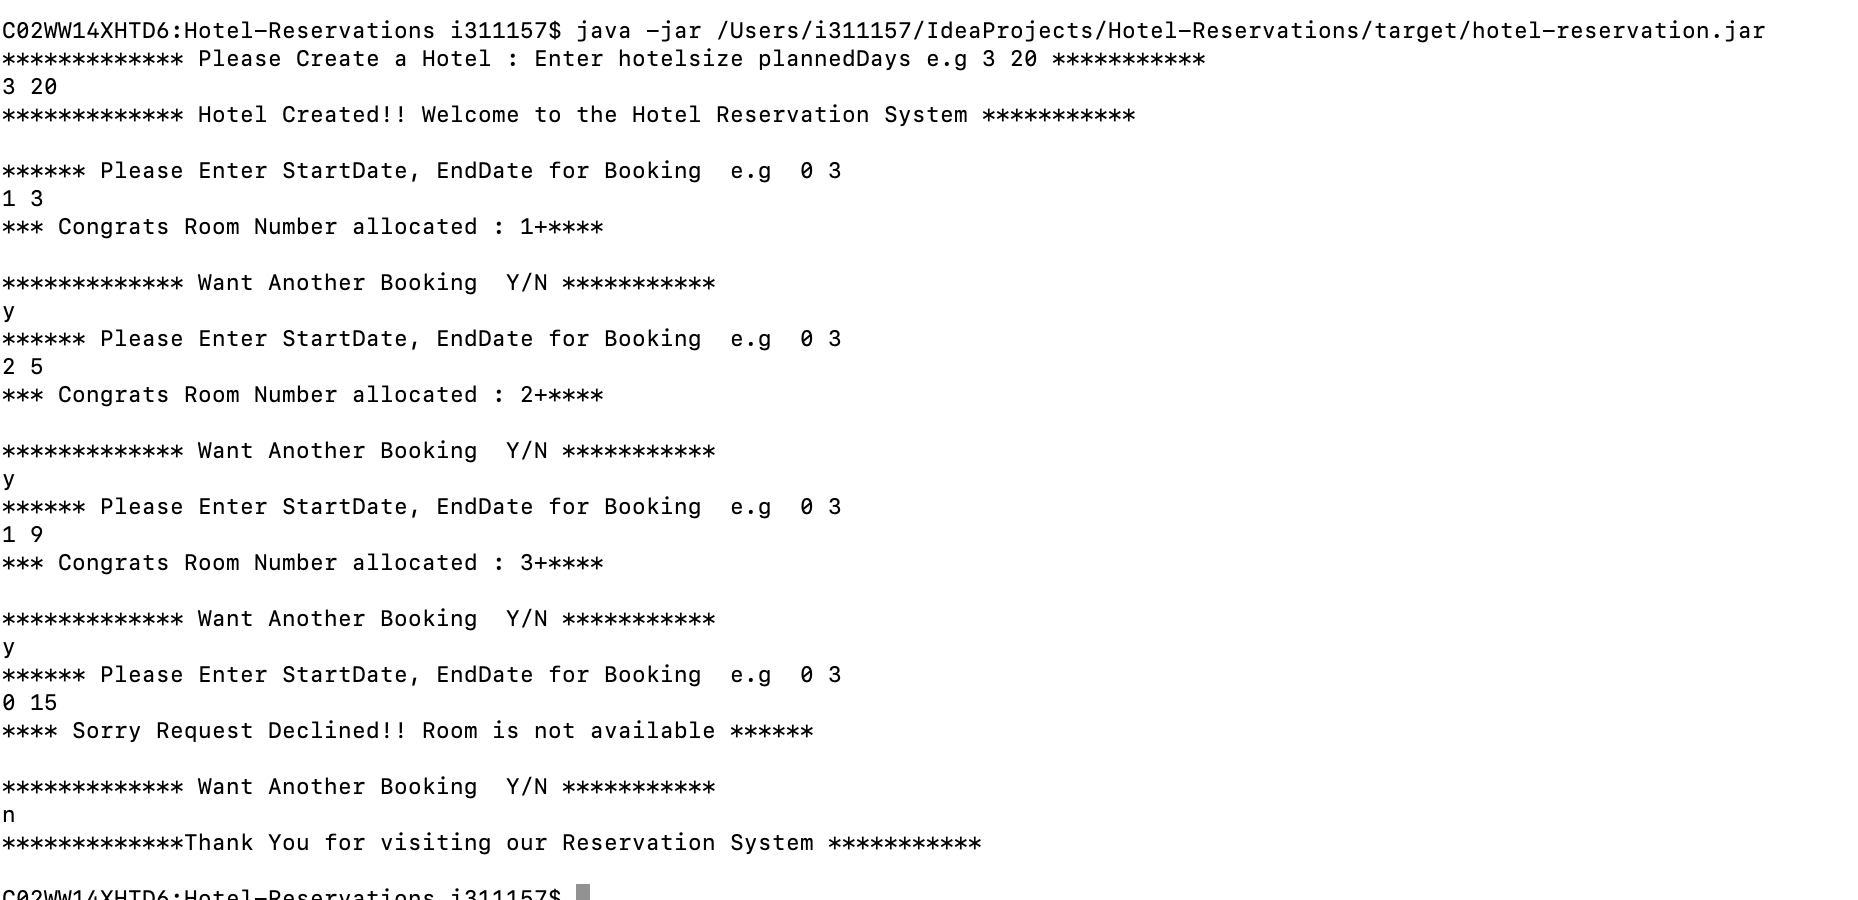 C02WW14XHTD6:Hotel-Reservations i311157$ java -jar /Users/i311157/IdeaProjects/Hotel-Reservations/target/hotel-reservation.jar
************* Please Create a Hotel : Enter hotelsize plannedDays e.g 3 20 ***********
3 20
************* Hotel Created!! Welcome to the Hotel Reservation System ***********
****** Please Enter StartDate, EndDate for Booking  e.g  0 3
1 3
*** Congrats Room Number allocated : 1+****
************* Want Another Booking  Y/N ***********
y
****** Please Enter StartDate, EndDate for Booking  e.g  0 3
2 5
*** Congrats Room Number allocated : 2+****
************* Want Another Booking  Y/N ***********
y
****** Please Enter StartDate, EndDate for Booking  e.g  0 3
1 9
*** Congrats Room Number allocated : 3+****
************* Want Another Booking  Y/N ***********
y
****** Please Enter StartDate, EndDate for Booking  e.g  0 3
0 15
**** Sorry Request Declined!! Room is not available ******
************* Want Another Booking  Y/N ***********
n
*************Thank You for visiting our Reservation System ***********
C02WW14XHTD6:Hotel-Reservations i311157$